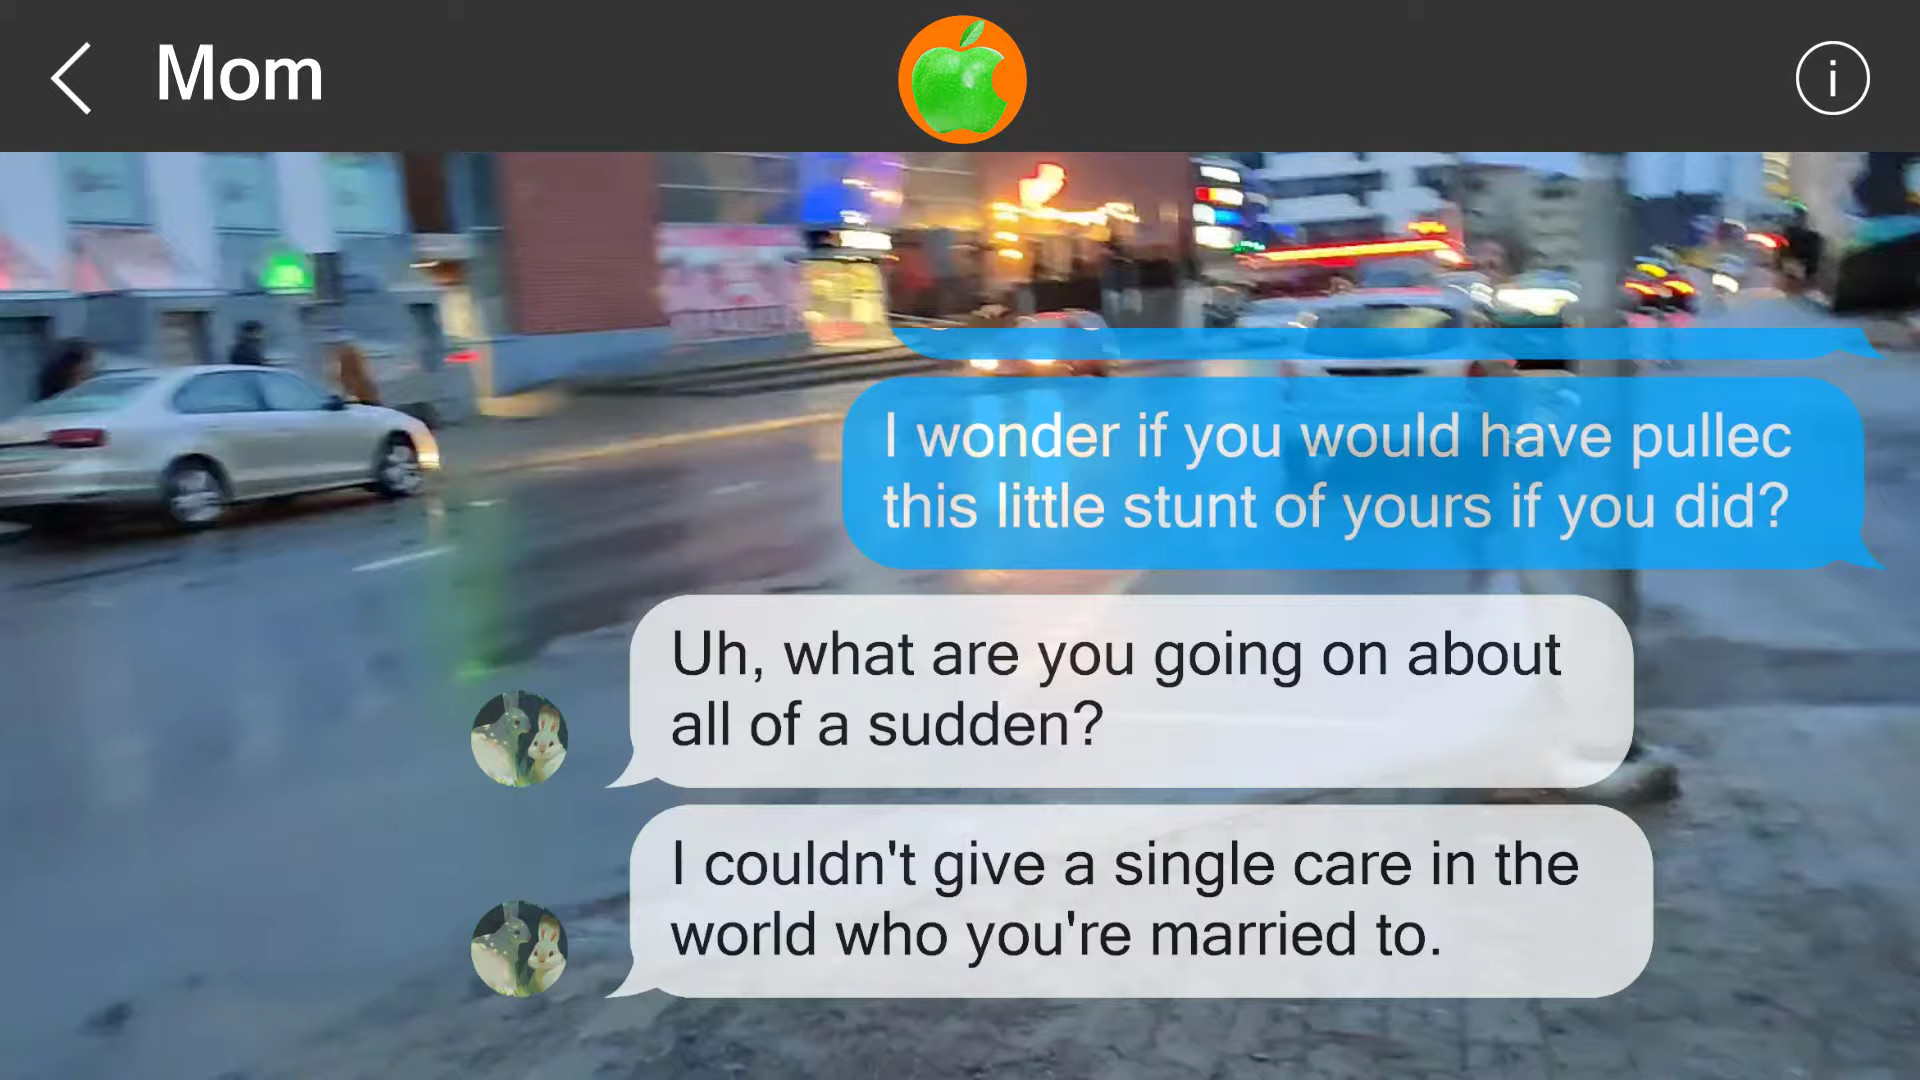 Mom
I wonder if you would have pullec
this little stunt of yours if you did?
Uh, what are you going on about
all of a sudden?
I couldn't give a single care in the
world who you're married to.